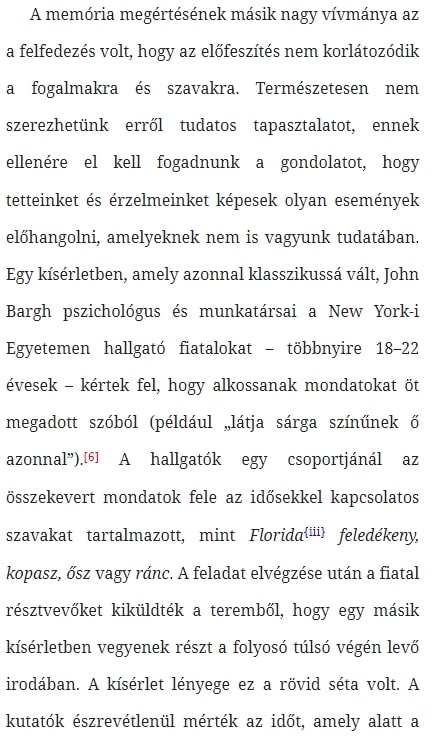 A memória megértésének másik nagy vívmánya az
a felfedezés volt, hogy az előfeszítés nem korlátozódik
a fogalmakra és szavakra. Természetesen nem
szerezhetünk erről tudatos tapasztalatot, ennek
ellenére el kell fogadnunk a gondolatot, hogy
tetteinket és érzelmeinket képesek olyan események
előhangolni, amelyeknek nem is vagyunk tudatában.
Egy kísérletben, amely azonnal klasszikussá vált, John
Bargh pszichológus és munkatársai a New York-i
Egyetemen hallgató fiatalokat – többnyire 18–22
évesek – kértek fel, hogy alkossanak mondatokat öt
megadott szóból (például „látja sárga színűnek ő
azonnal”).[6] A hallgatók egy csoportjánál az
összekevert mondatok fele az idősekkel kapcsolatos
szavakat tartalmazott, mint Florida{iii} feledékeny,
kopasz, ősz vagy ránc. A feladat elvégzése után a fiatal
résztvevőket kiküldték a teremből, hogy egy másik
kísérletben vegyenek részt a folyosó túlsó végén levő
irodában. A kísérlet lényege ez a rövid séta volt. A
kutatók észrevétlenül mérték az időt, amely alatt a